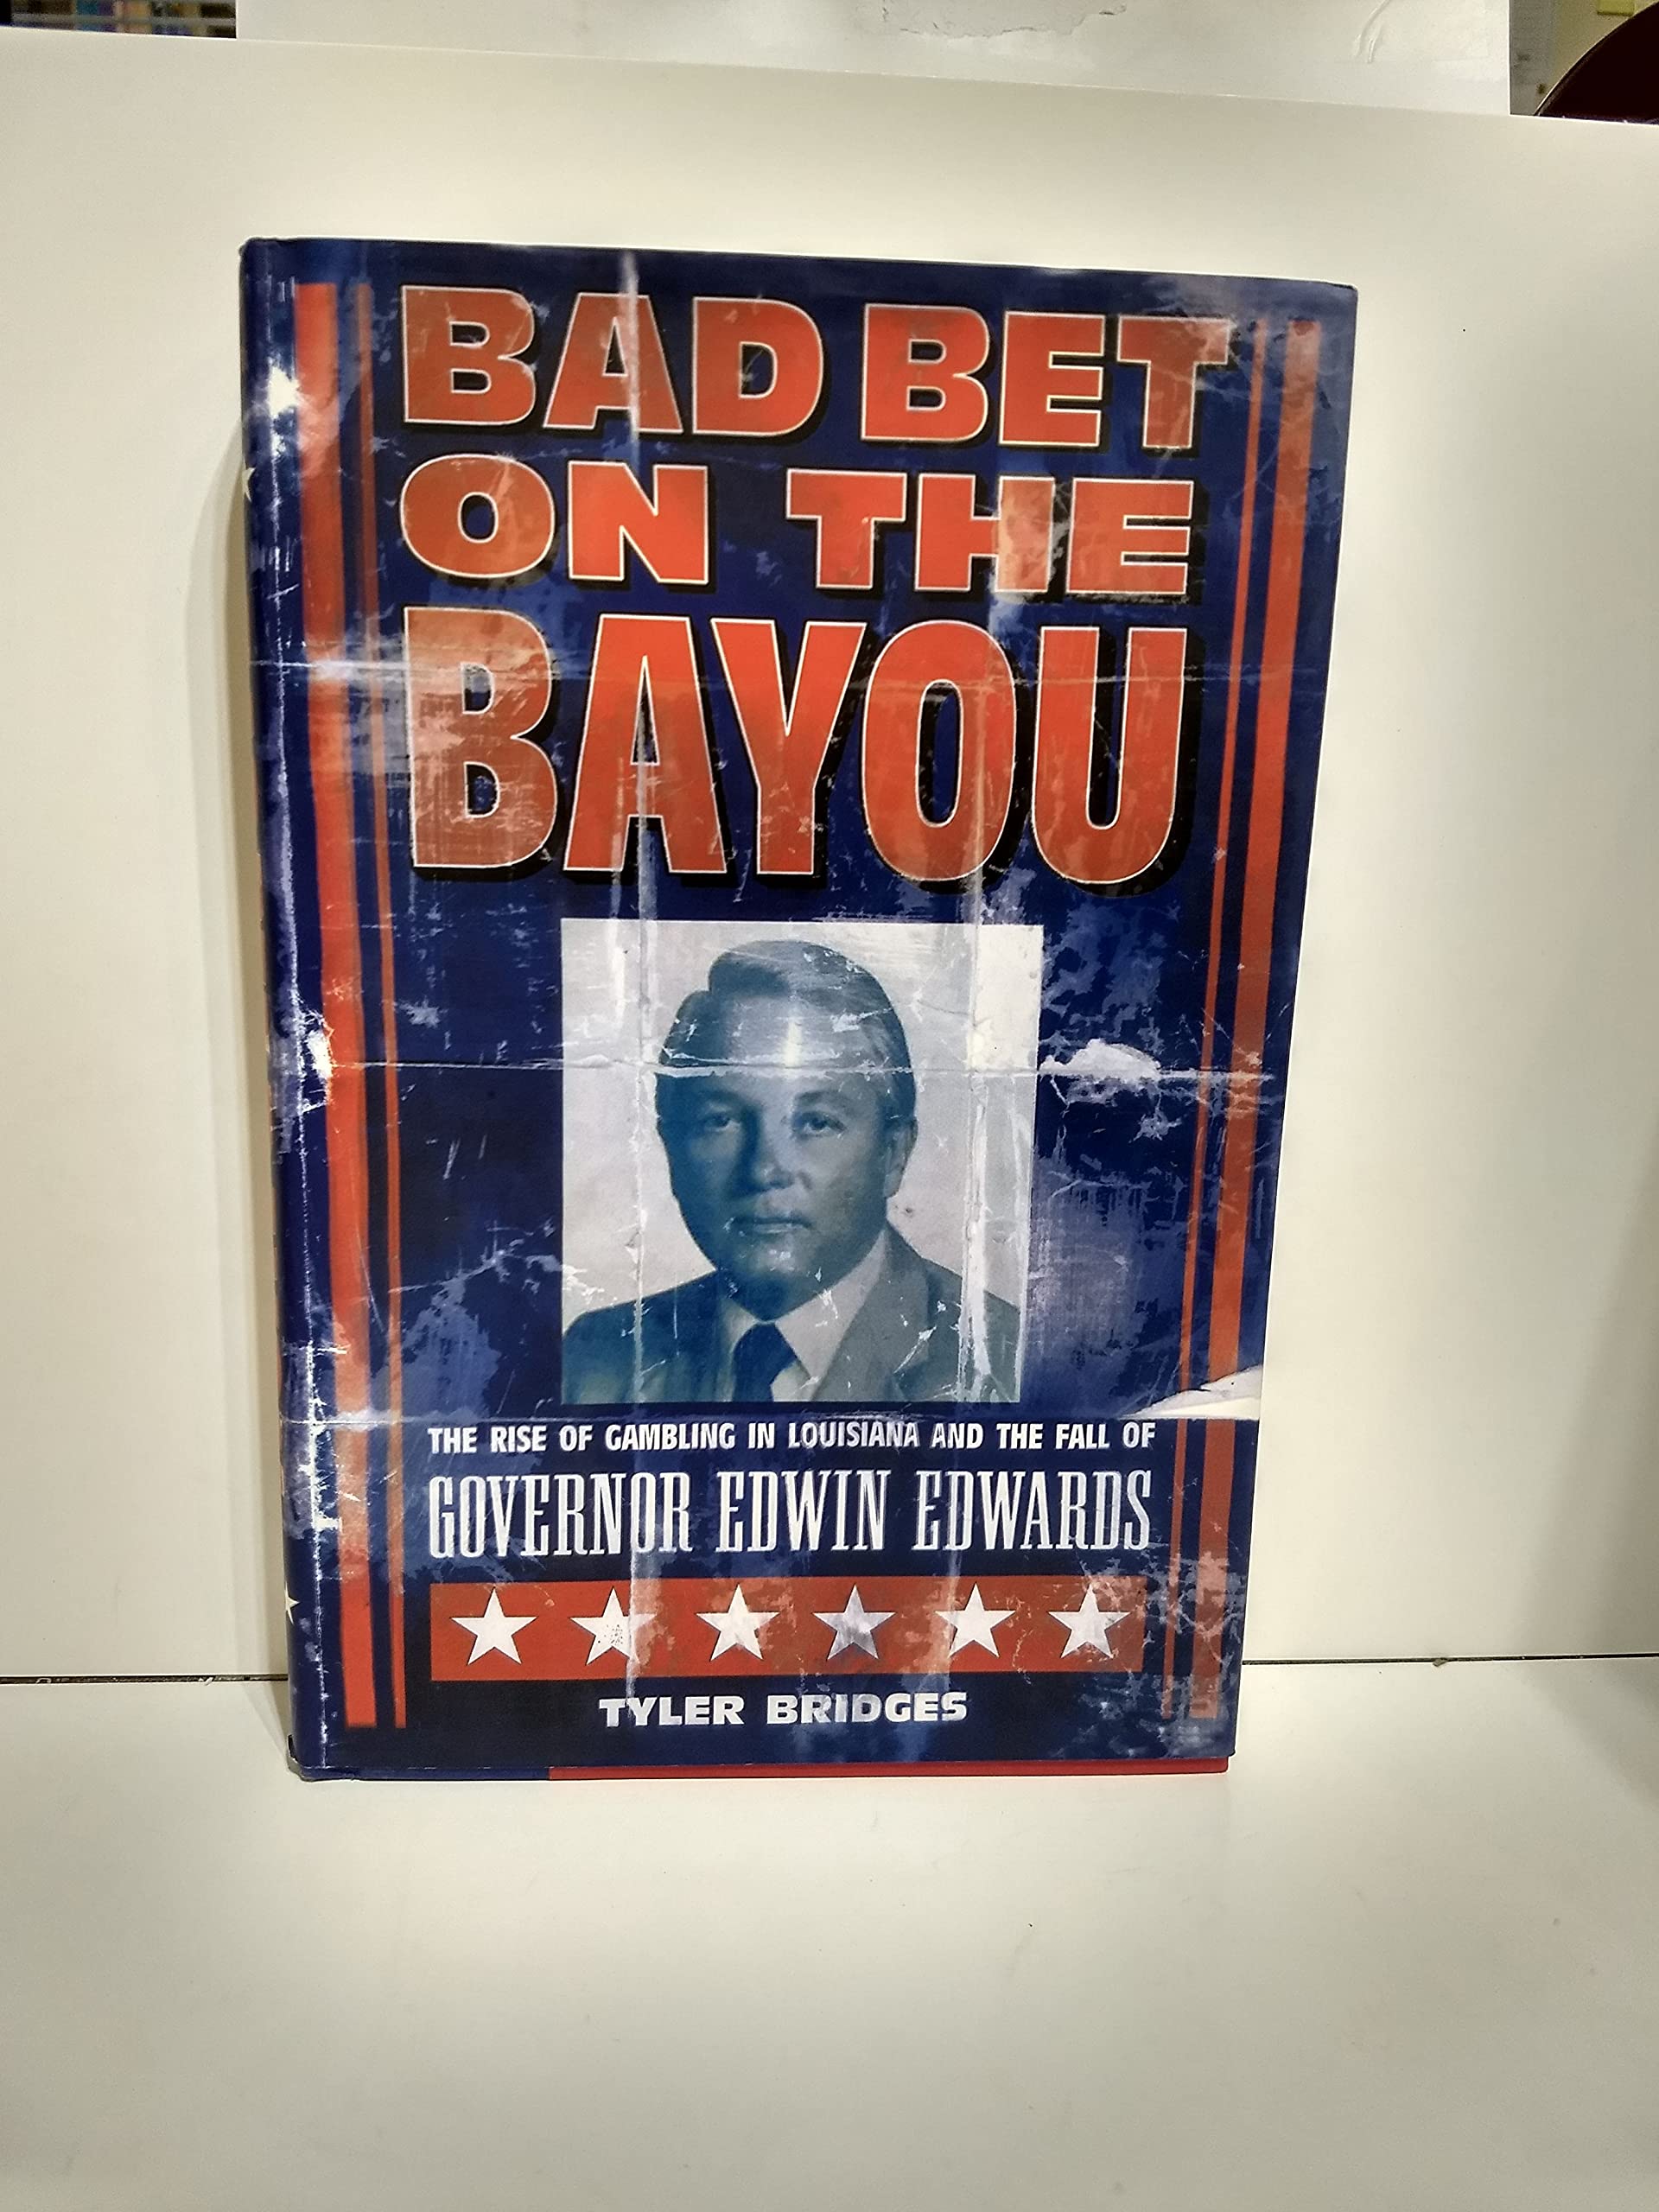 BAD BET
ON THE
BAYOU
THE RISE OF GAMBLING IN LOUISIANA AND THE FALL OF
GOVERNOR EDWIN EDWARDS
TYLER BRIDGES